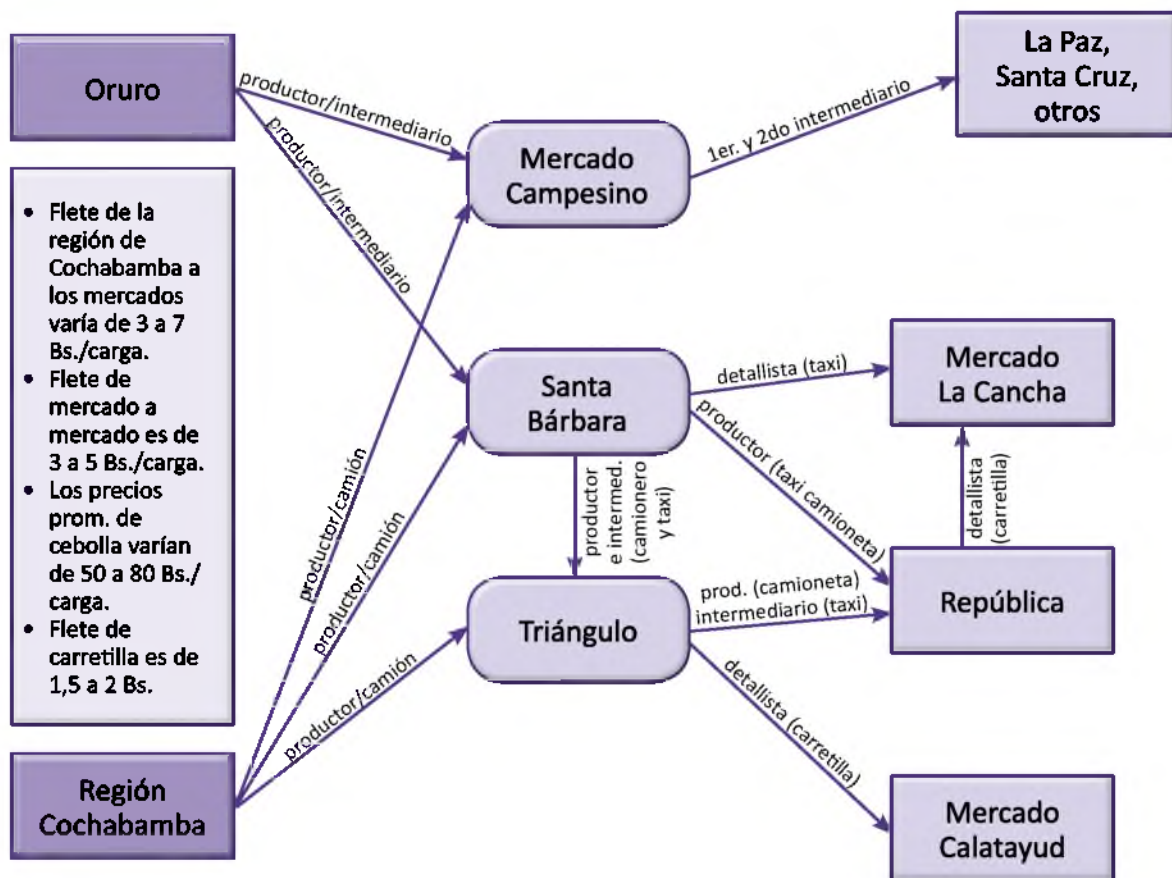 Oruro
• Flete de la
región de
Cochabamba a
los mercados
varía de 3 a 7
Bs./carga.
• Flete de
mercado a
mercado es de
3 a 5 Bs./carga.
• Los precios
prom. de
cebolla varían
de 50 a 80 Bs./
carga.
• Flete de
carretilla es de
1,5 a 2 Bs.
Región
Cochabamba
productor/intermediario
productor/intermediario
productor/camión
productor/camión
productor/camión
Mercado
Campesino
1er. y 2do intermediario
La Paz,
Santa Cruz,
otros
Santa
Bárbara
detallista (taxi)
productor (taxi camioneta)
Mercado
La Cancha
productor
e intermed.
(camionero
y taxi)
detallista
(carretilla)
Triángulo
prod. (camioneta)
intermediario (taxi)
República
detallista (carretilla)
Mercado
Calatayud